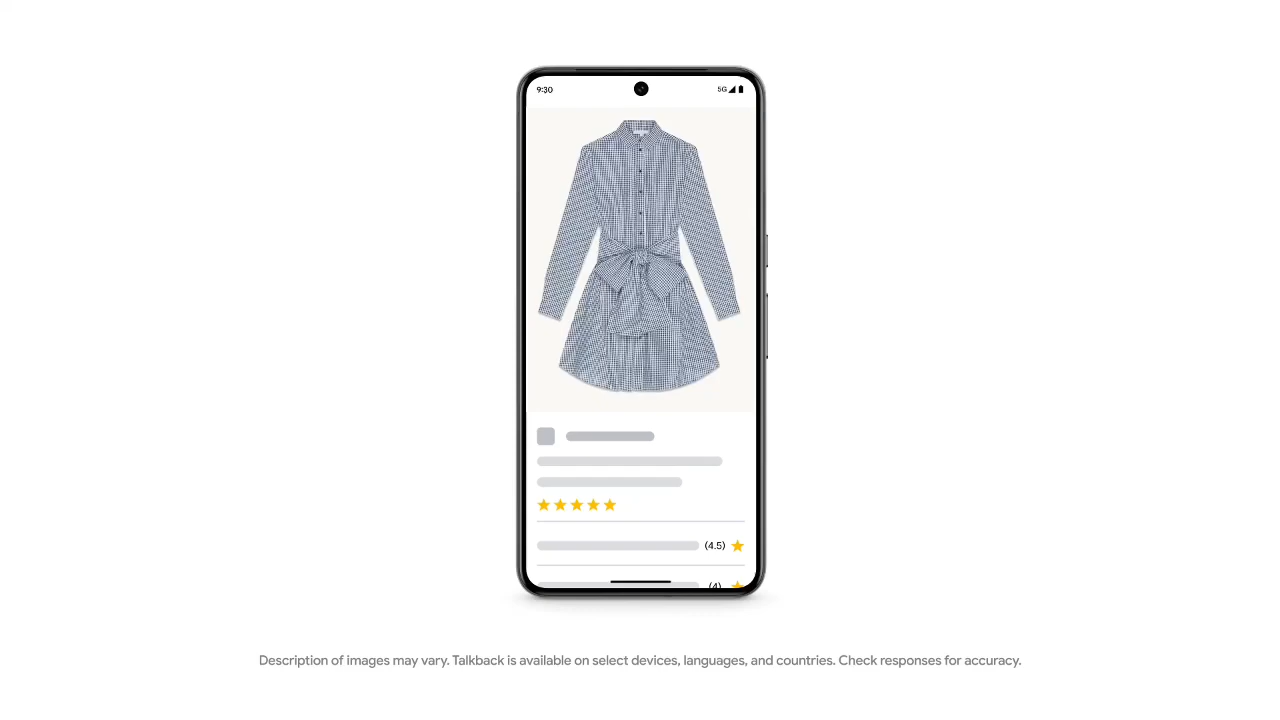 9:30
5G
(4.5)
(4)
Description of images may vary. Talkback is available on select devices, languages, and countries. Check responses for accuracy.